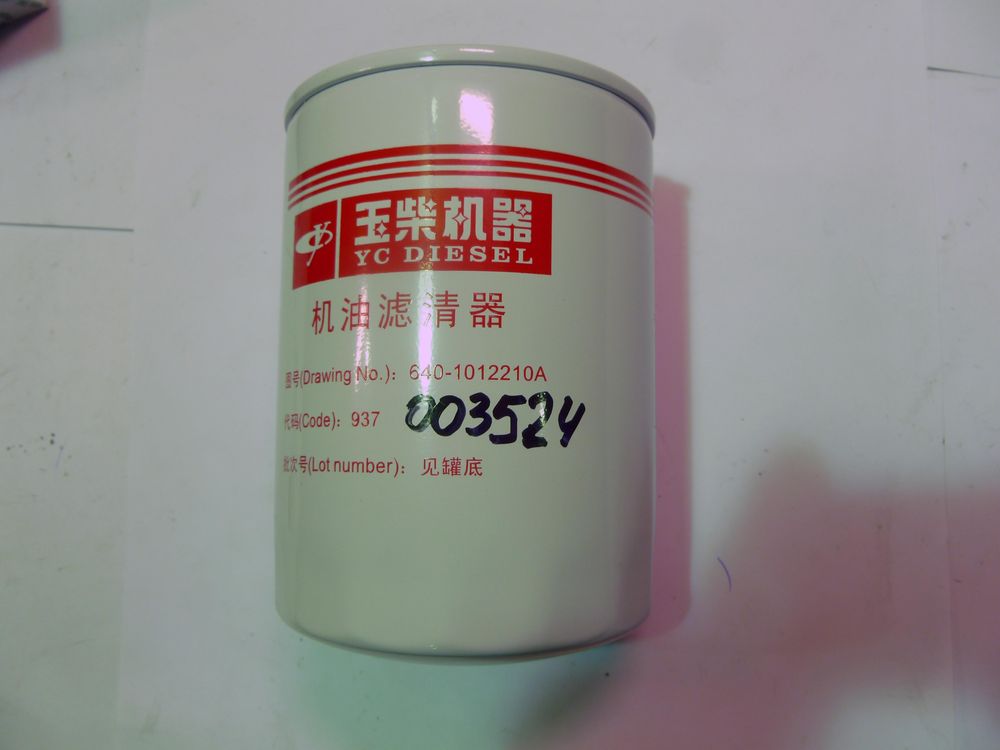 玉柴机器
YC DIESEL
机油滤清器
图号(Drawing No.): 640-1012210A
代码(Code): 937 003524
批次号(Lot number): 见罐底